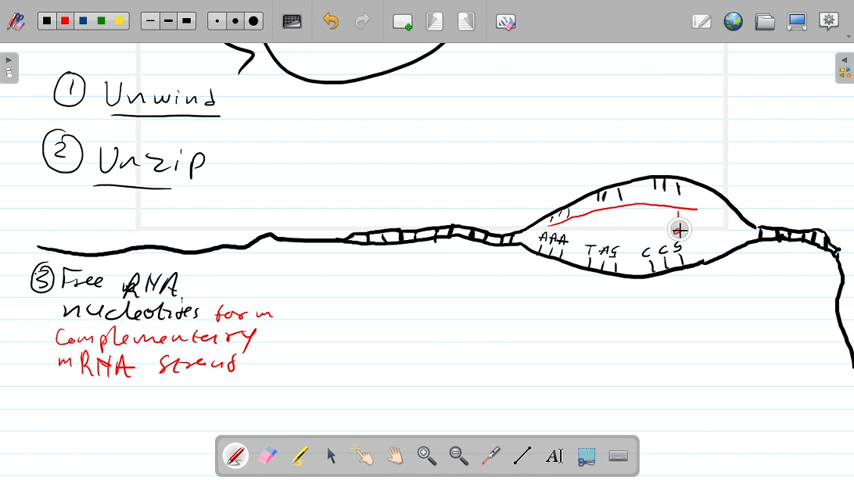 ① Unwind
② Unzip
AAA TAG CCG
③ Free RNA
nucleotides form
complementary
mRNA strand